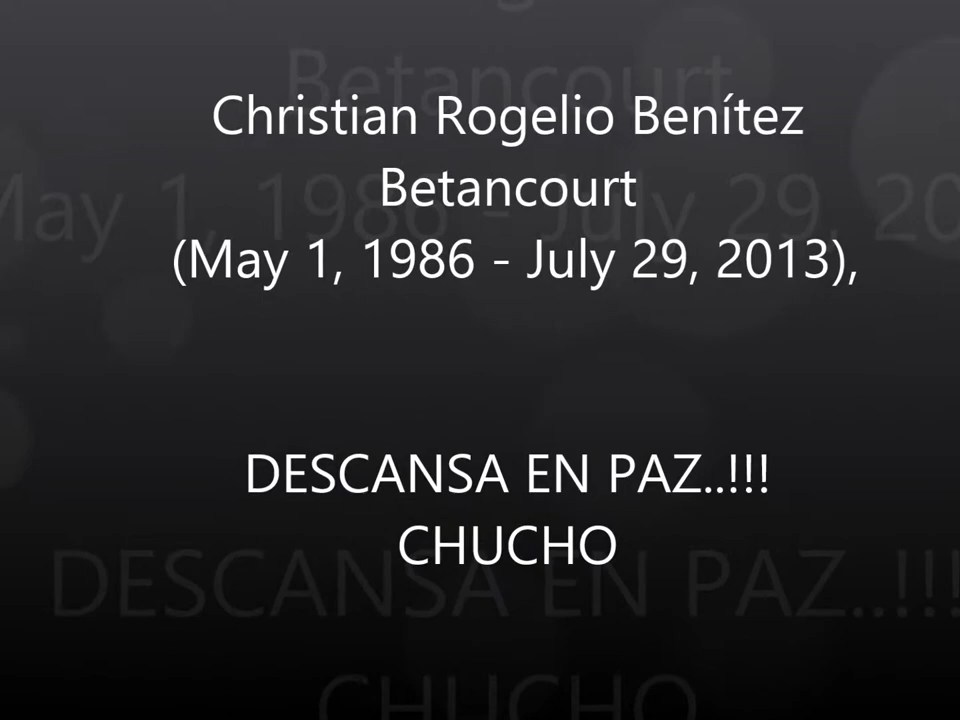 Christian Rogelio Benítez
Betancourt
(May 1, 1986 - July 29, 2013),
DESCANSA EN PAZ..!!!
CHUCHO